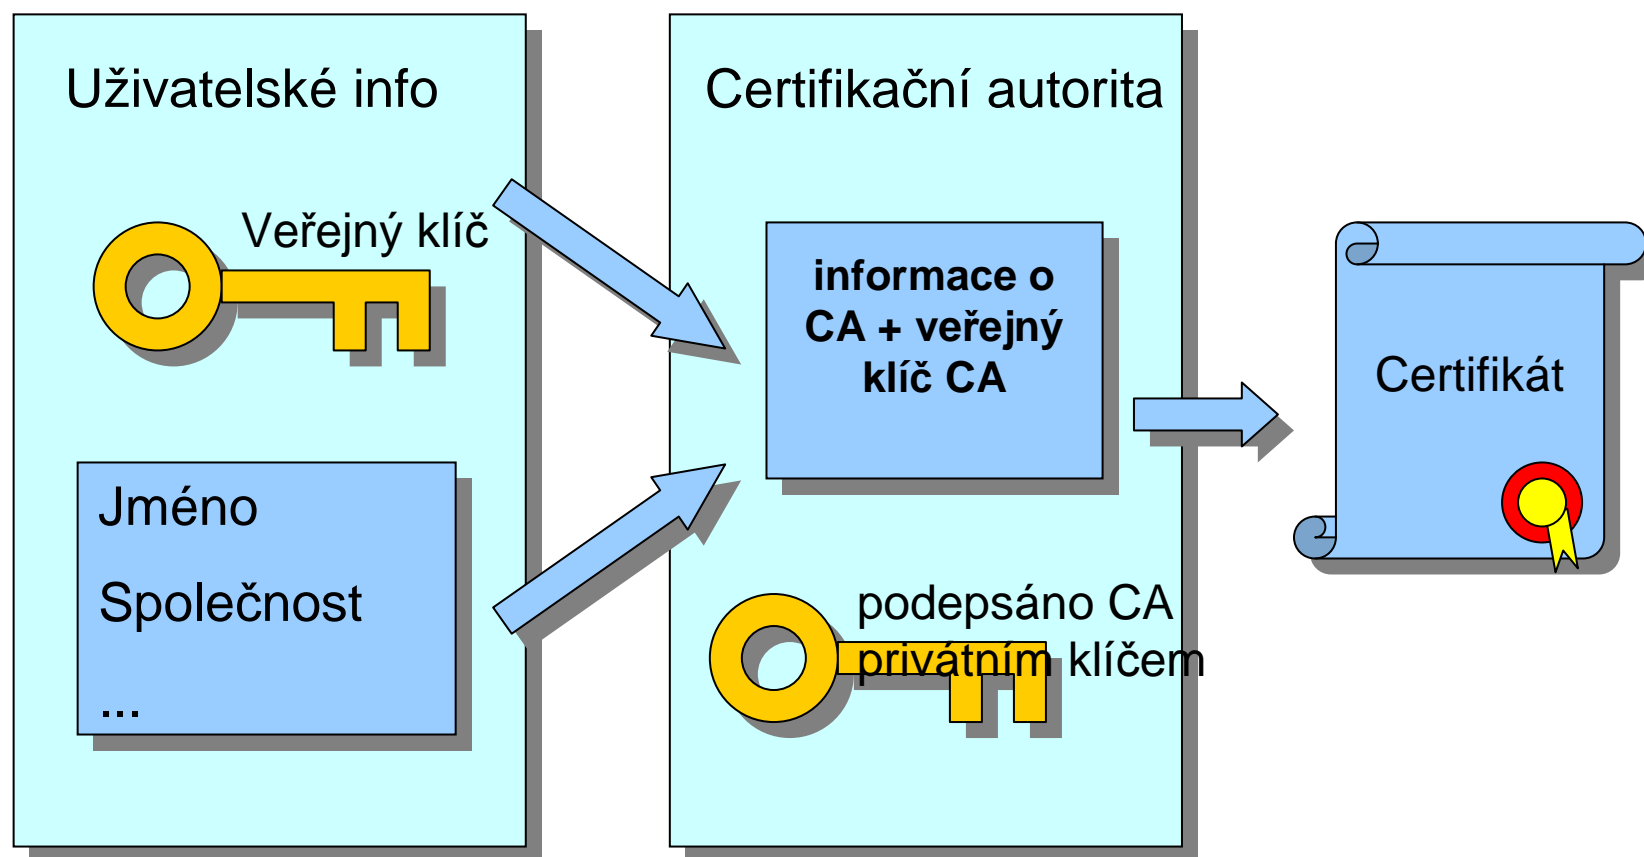 Uživatelské info
Veřejný klíč
Jméno
Společnost
...
Certifikační autorita
informace o
CA + veřejný
klíč CA
podepsáno CA
privátním klíčem
Certifikát